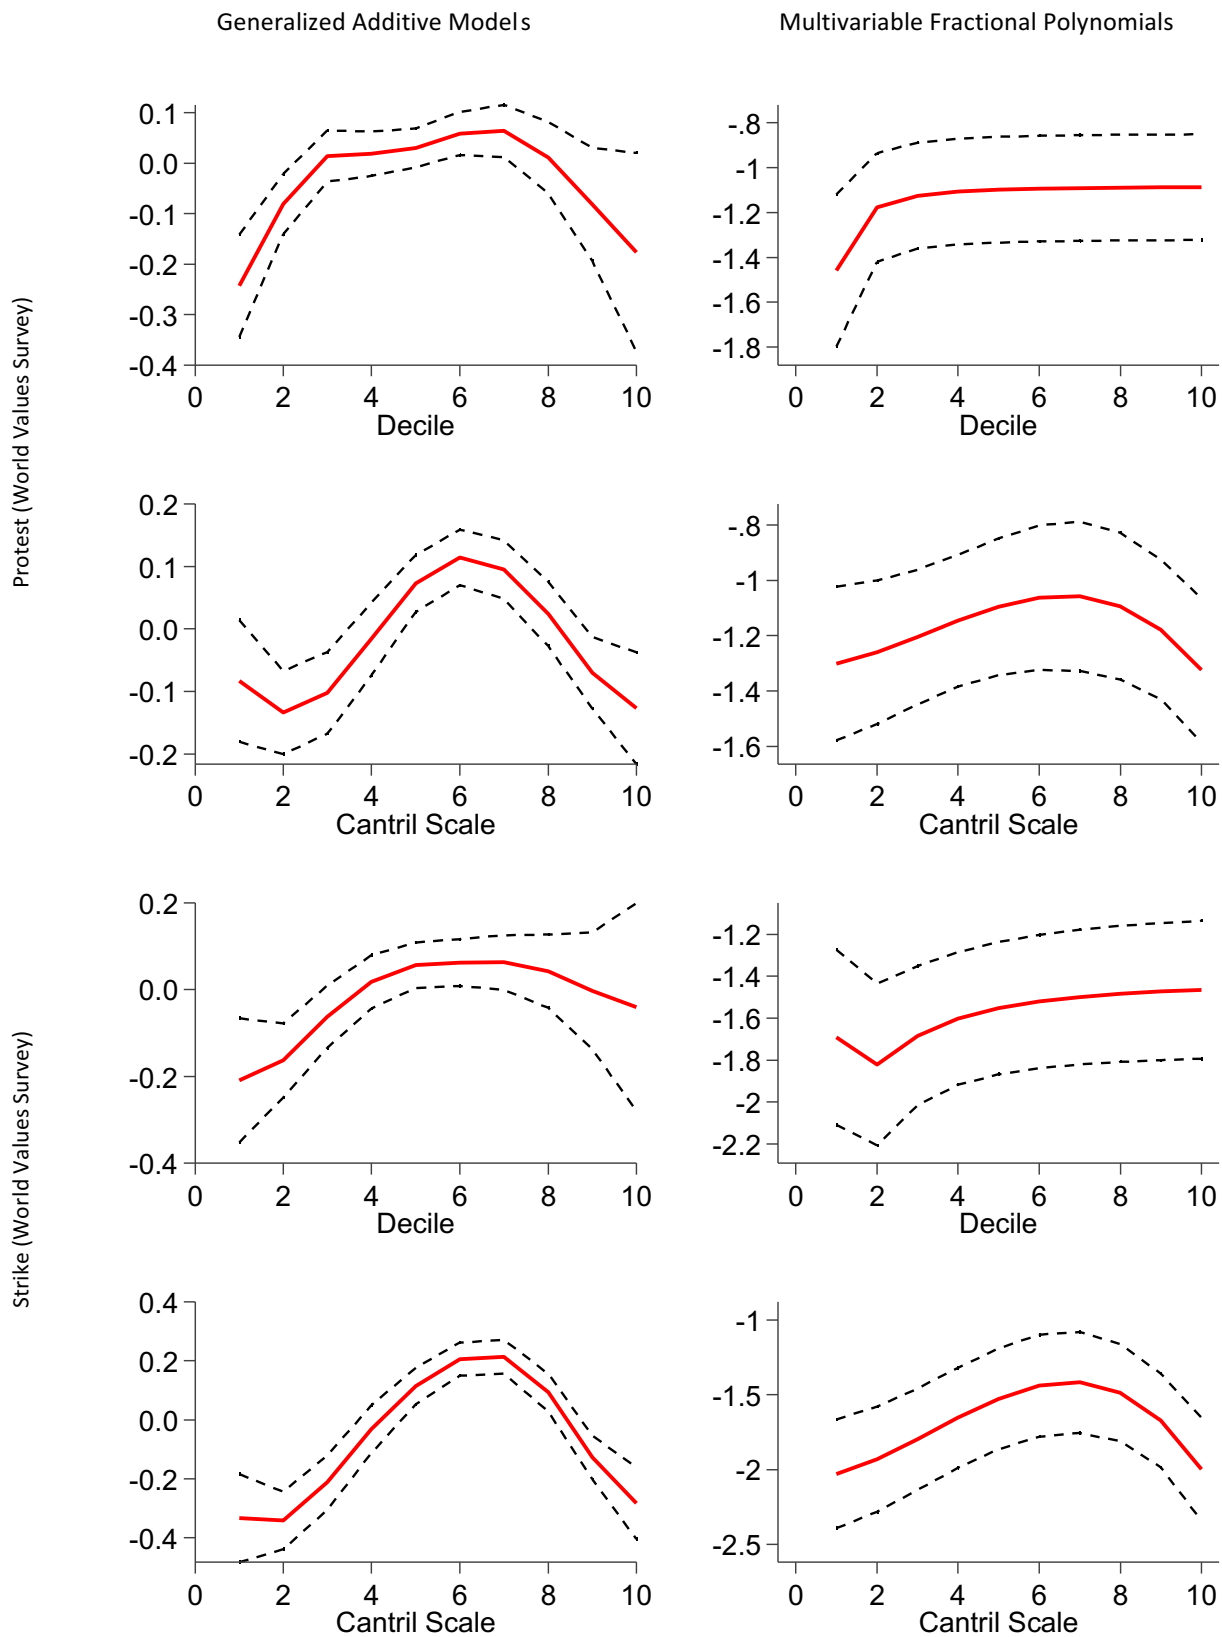 Generalized Additive Models
Multivariable Fractional Polynomials
Protest (World Values Survey)
0.1
0.0
-0.1
-0.2
-0.3
-0.4
0 2 4 6 8 10
Decile
-.8
-1
-1.2
-1.4
-1.6
-1.8
0 2 4 6 8 10
Decile
0.2
0.1
0.0
-0.1
-0.2
0 2 4 6 8 10
Cantril Scale
-.8
-1
-1.2
-1.4
-1.6
0 2 4 6 8 10
Cantril Scale
Strike (World Values Survey)
0.2
0.0
-0.2
-0.4
0 2 4 6 8 10
Decile
-1.2
-1.4
-1.6
-1.8
-2
-2.2
0 2 4 6 8 10
Decile
0.4
0.2
0.0
-0.2
-0.4
0 2 4 6 8 10
Cantril Scale
-1
-1.5
-2
-2.5
0 2 4 6 8 10
Cantril Scale